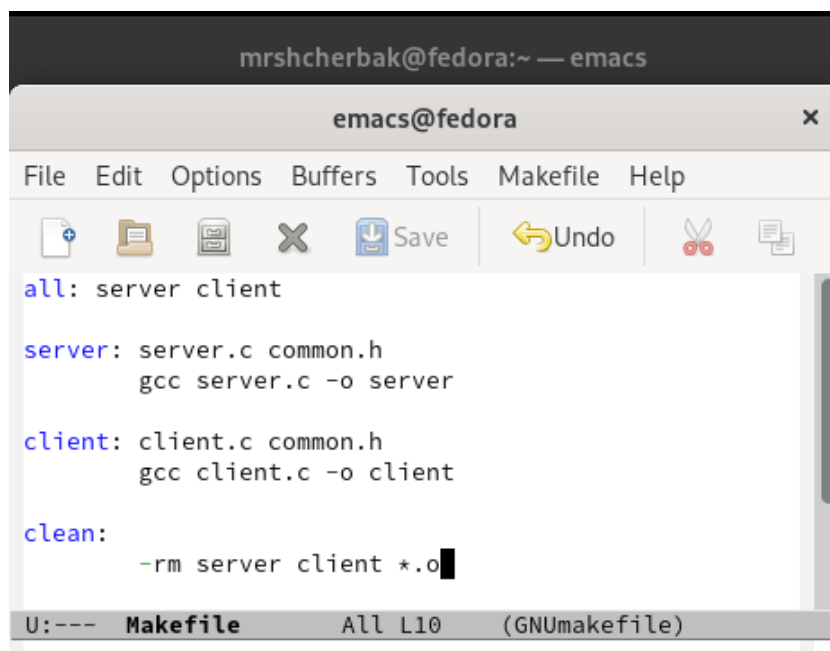 mrshcherbak@fedora:~ — emacs
emacs@fedora ×
File Edit Options Buffers Tools Makefile Help
Save Undo
all: server client
server: server.c common.h
gcc server.c -o server
client: client.c common.h
gcc client.c -o client
clean:
-rm server client *.o
U:--- Makefile All L10 (GNUmakefile)